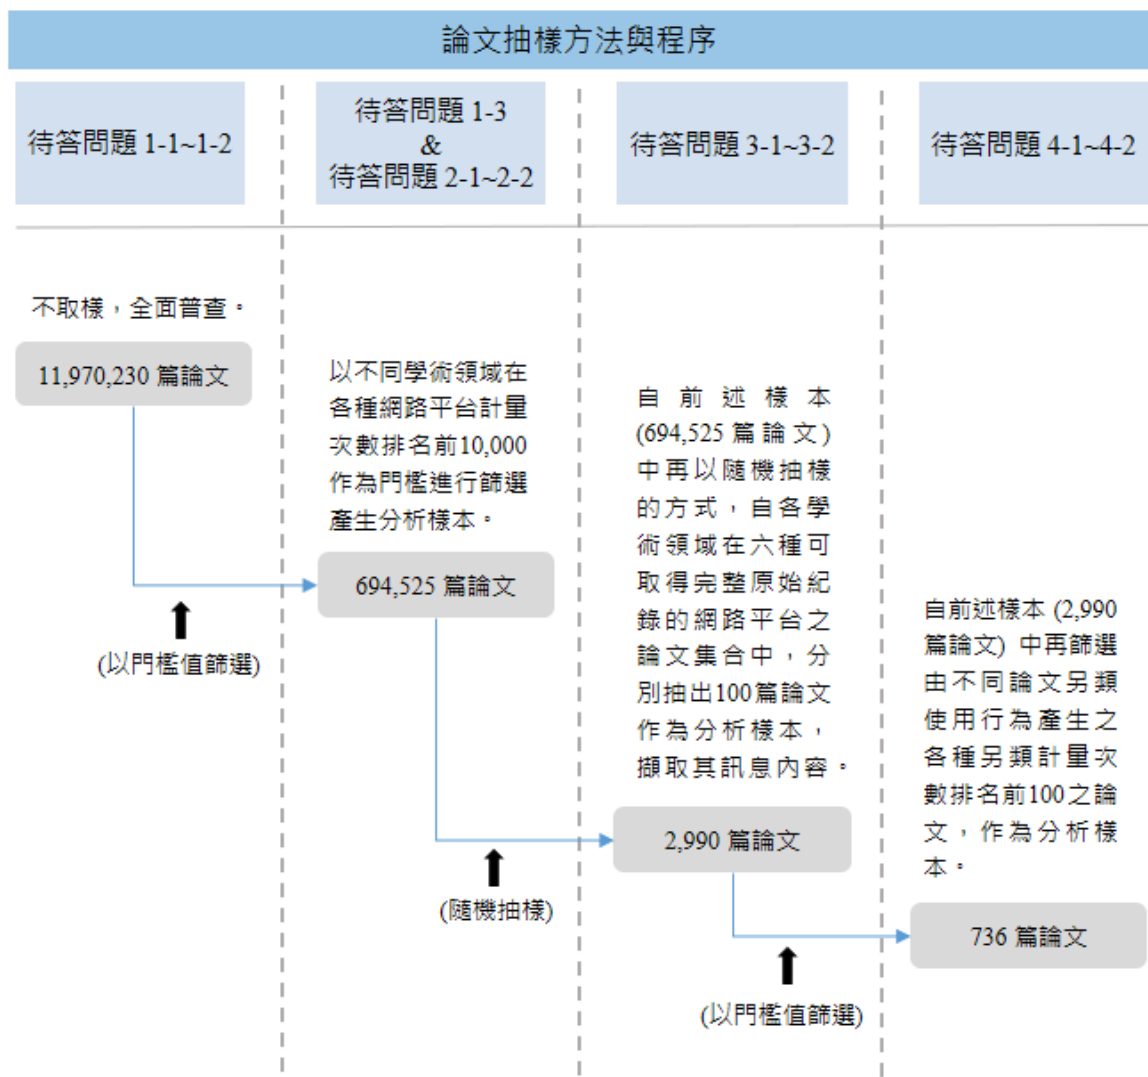 論文抽樣方法與程序
待答問題 1-1~1-2
待答問題 1-3
&
待答問題 2-1~2-2
待答問題 3-1~3-2
待答問題 4-1~4-2
不取樣，全面普查。
11,970,230 篇論文
(以門檻值篩選)
以不同學術領域在
各種網路平台計量
次數排名前10,000
作為門檻進行篩選
產生分析樣本。
694,525 篇論文
(隨機抽樣)
自前述樣本
(694,525 篇論文)
中再以隨機抽樣
的方式，自各學
術領域在六種可
取得完整原始紀
錄的網路平台之
論文集合中，分
別抽出100篇論文
作為分析樣本，
擷取其訊息內容。
2,990 篇論文
(以門檻值篩選)
自前述樣本 (2,990
篇論文) 中再篩選
由不同論文另類
使用行為產生之
各種另類計量次
數排名前100之論
文，作為分析樣
本。
736 篇論文